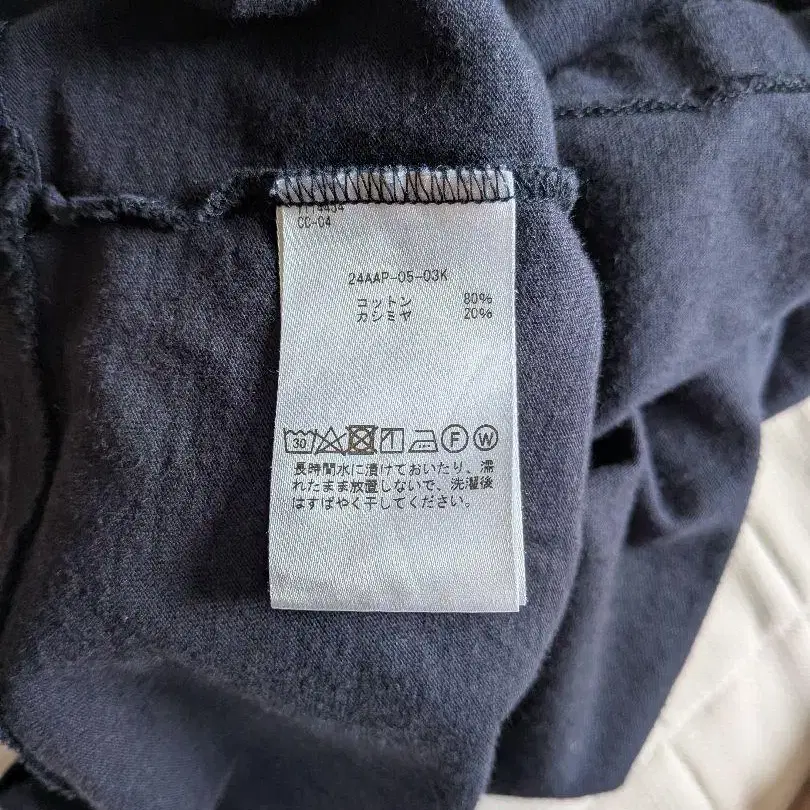 CC-C4
24AAP-05-03K
コットン 80%
カシミヤ 20%
30
F W
長時間水に漬けておいたり、濡
れたまま放置しないで、洗濯後
はすばやく干してください。